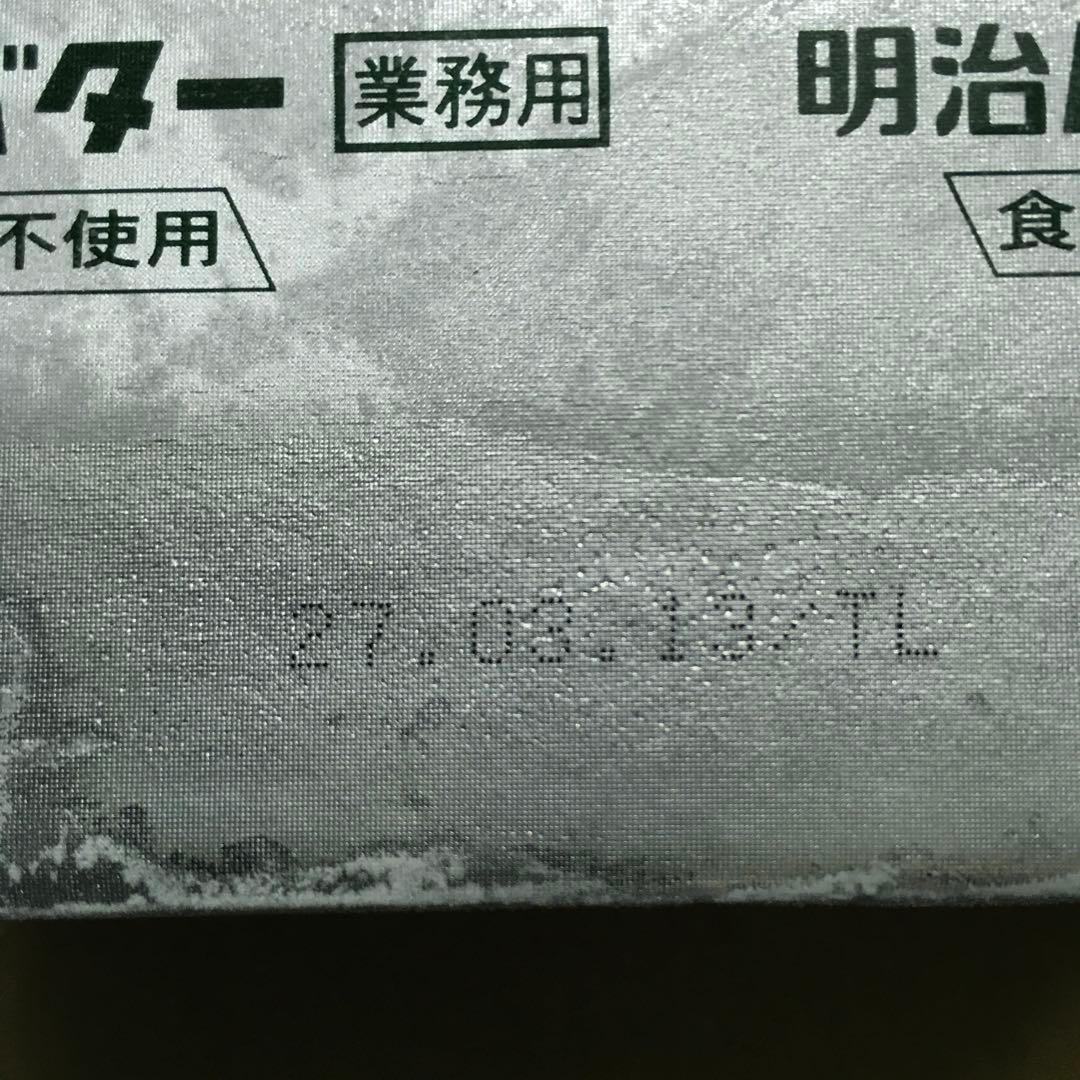 バター 業務用 明治
不使用 食
27.03.13/TL